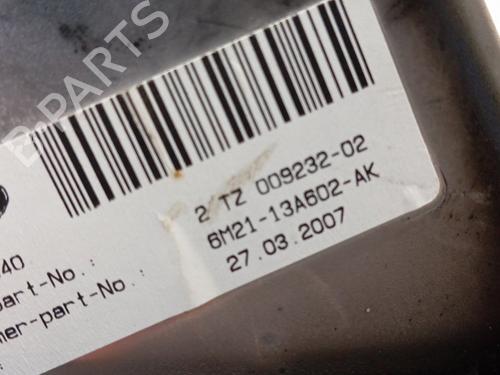 B-PARTS
2 TZ 009232-02
6M21-13A602-AK
27.03.2007
40
part-No.:
mer-part-No.: